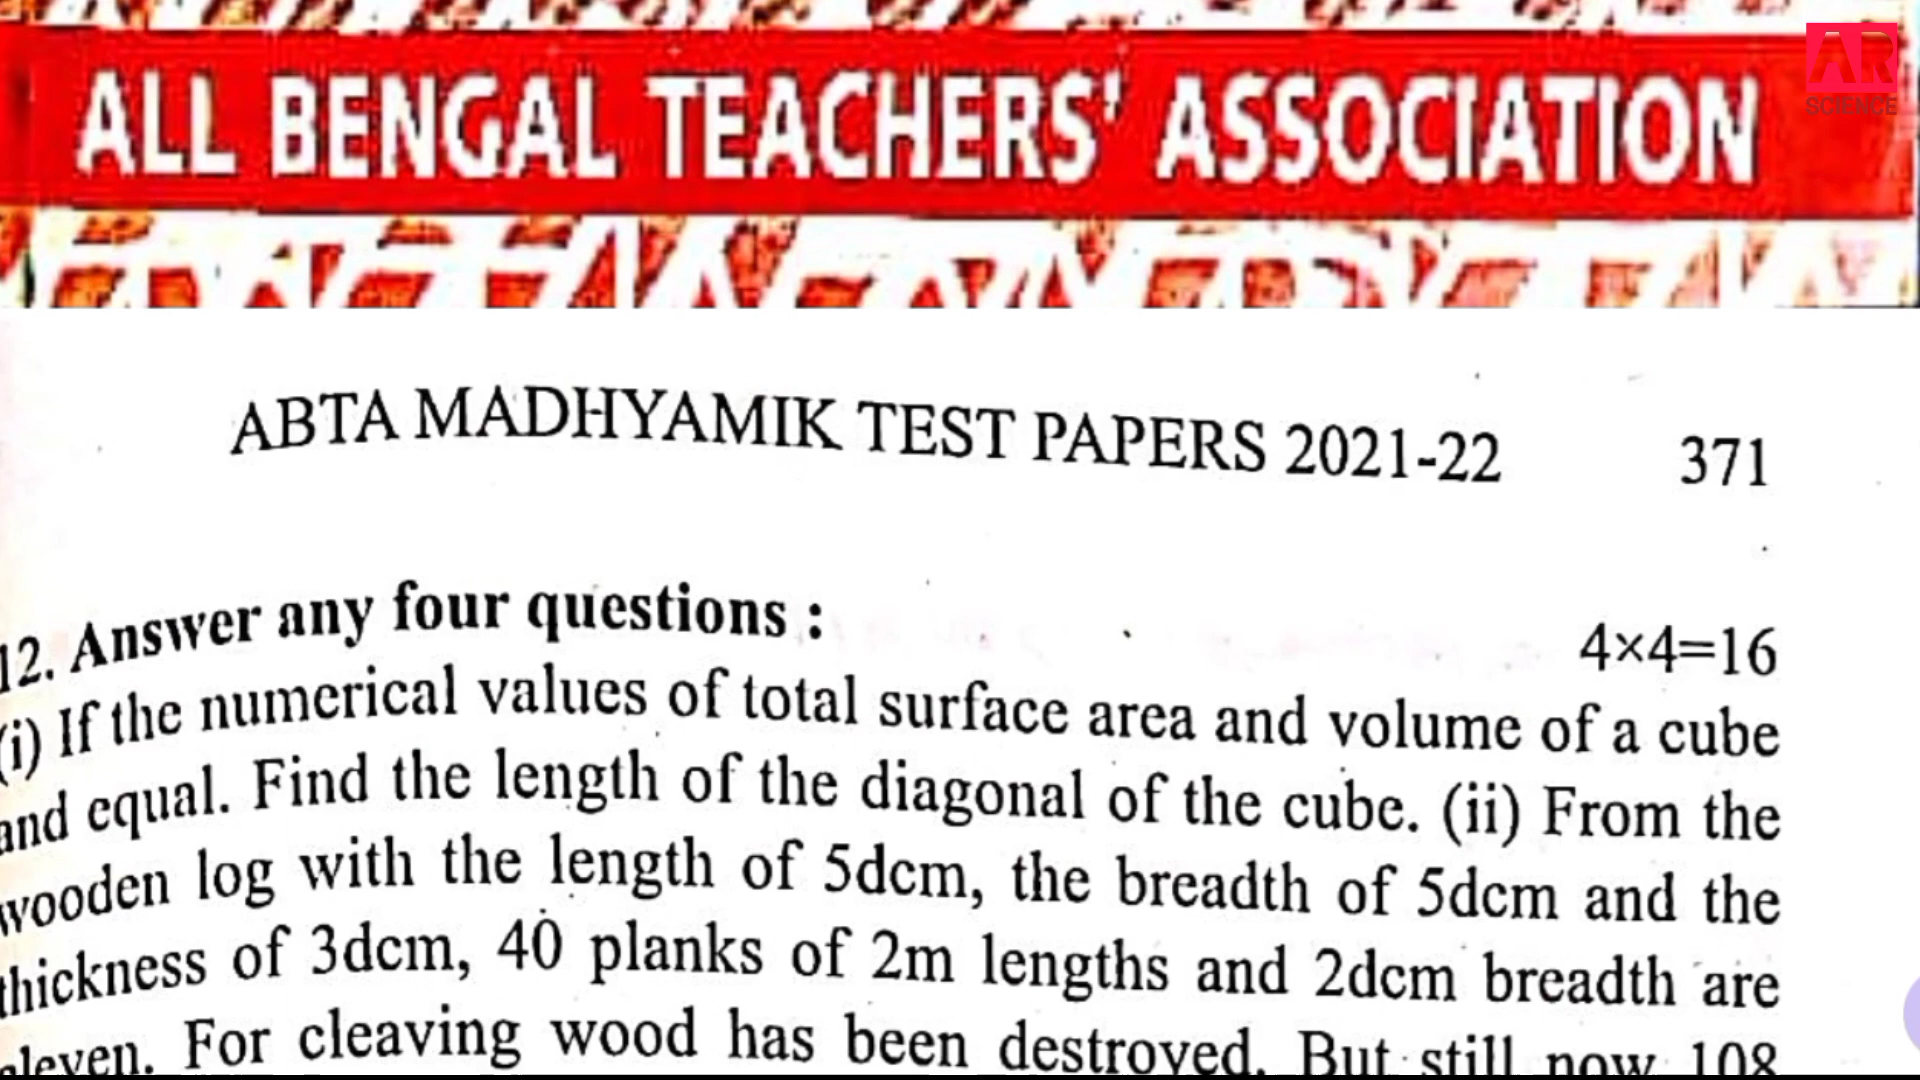 ALL BENGAL TEACHERS' ASSOCIATION
AR
SCIENCE
ABTA MADHYAMIK TEST PAPERS 2021-22 371
12. Answer any four questions :
4×4=16
(i) If the numerical values of total surface area and volume of a cube
and equal. Find the length of the diagonal of the cube. (ii) From the
wooden log with the length of 5dcm, the breadth of 5dcm and the
thickness of 3dcm, 40 planks of 2m lengths and 2dcm breadth are
For cleaving wood has been destroyed. But still now 108